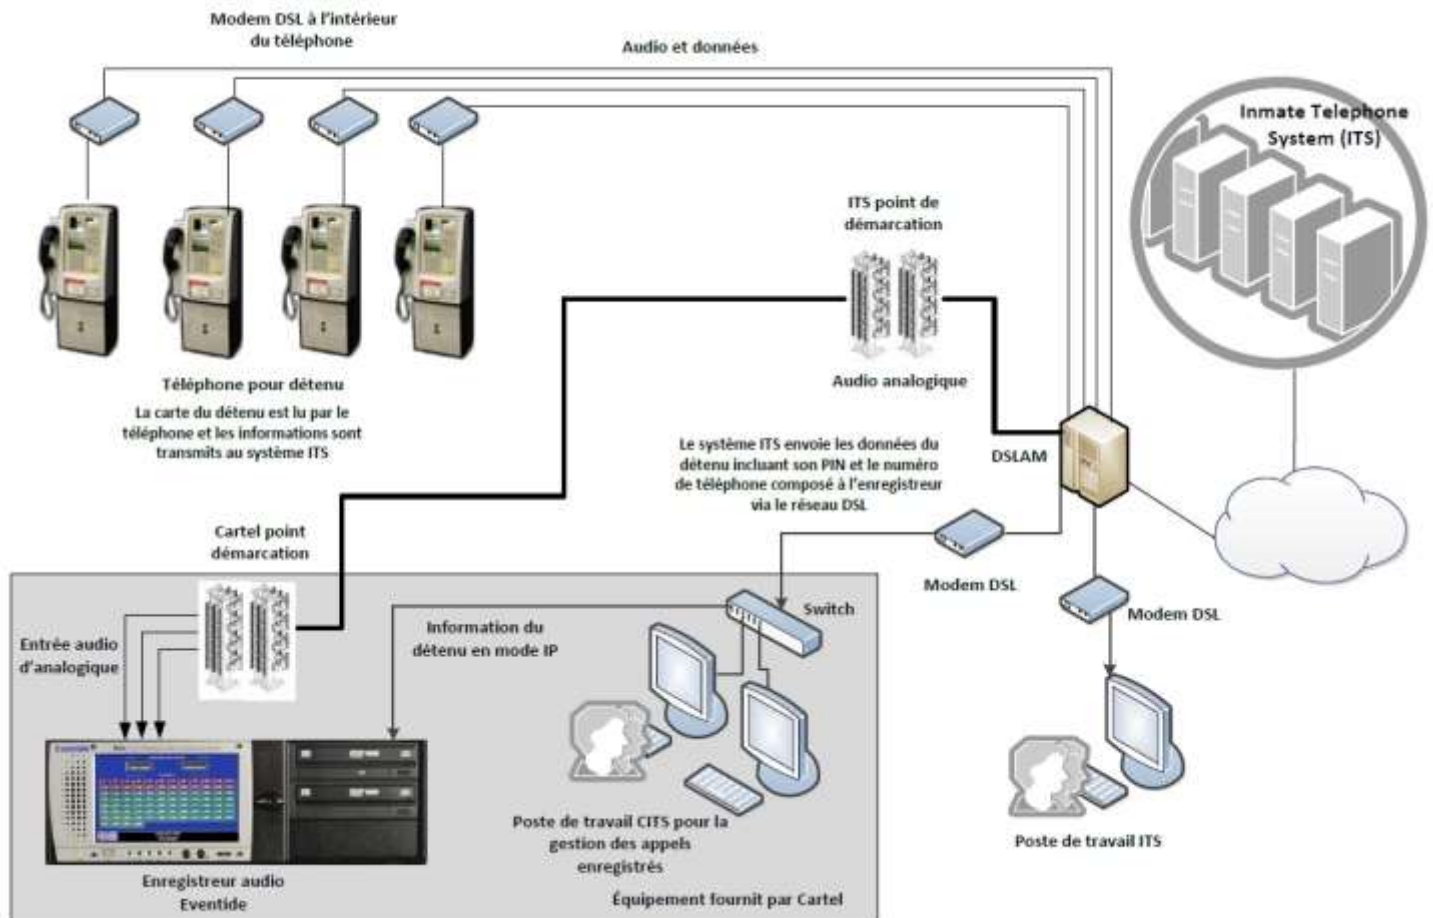 Modem DSL à l'intérieur
du téléphone
Audio et données
Inmate Telephone
System (ITS)
ITS point de
démarcation
Audio analogique
Téléphone pour détenu
La carte du détenu est lu par le
téléphone et les informations sont
transmits au système ITS
Le système ITS envoie les données du
détenu incluant son PIN et le numéro
de téléphone composé à l'enregistreur
via le réseau DSL
DSLAM
Cartel point
démarcation
Modem DSL
Modem DSL
Switch
Entrée audio
d'analogique
Information du
détenu en mode IP
Poste de travail CITS pour la
gestion des appels
enregistrés
Poste de travail ITS
Enregistreur audio
Eventide
Équipement fournit par Cartel